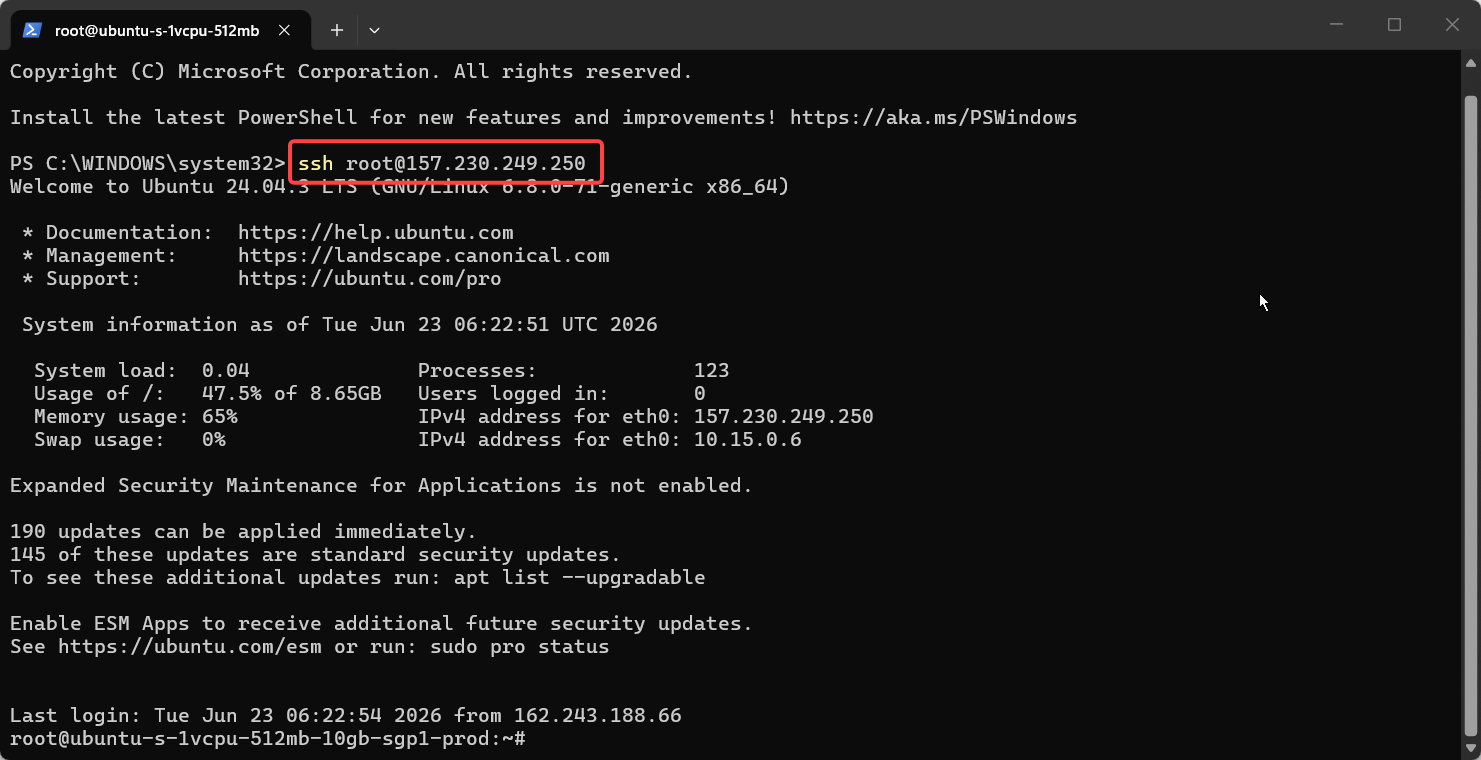 root@ubuntu-s-1vcpu-512mb
Copyright (C) Microsoft Corporation. All rights reserved.
Install the latest PowerShell for new features and improvements! https://aka.ms/PSWindows
PS C:\WINDOWS\system32> ssh root@157.230.249.250
Welcome to Ubuntu 24.04.3 LTS (GNU/Linux 6.8.0-71-generic x86_64)
* Documentation:  https://help.ubuntu.com
* Management:     https://landscape.canonical.com
* Support:        https://ubuntu.com/pro
System information as of Tue Jun 23 06:22:51 UTC 2026
System load:  0.04              Processes:             123
Usage of /:   47.5% of 8.65GB   Users logged in:       0
Memory usage: 65%               IPv4 address for eth0: 157.230.249.250
Swap usage:   0%                IPv4 address for eth0: 10.15.0.6
Expanded Security Maintenance for Applications is not enabled.
190 updates can be applied immediately.
145 of these updates are standard security updates.
To see these additional updates run: apt list --upgradable
Enable ESM Apps to receive additional future security updates.
See https://ubuntu.com/esm or run: sudo pro status
Last login: Tue Jun 23 06:22:54 2026 from 162.243.188.66
root@ubuntu-s-1vcpu-512mb-10gb-sgp1-prod:~#